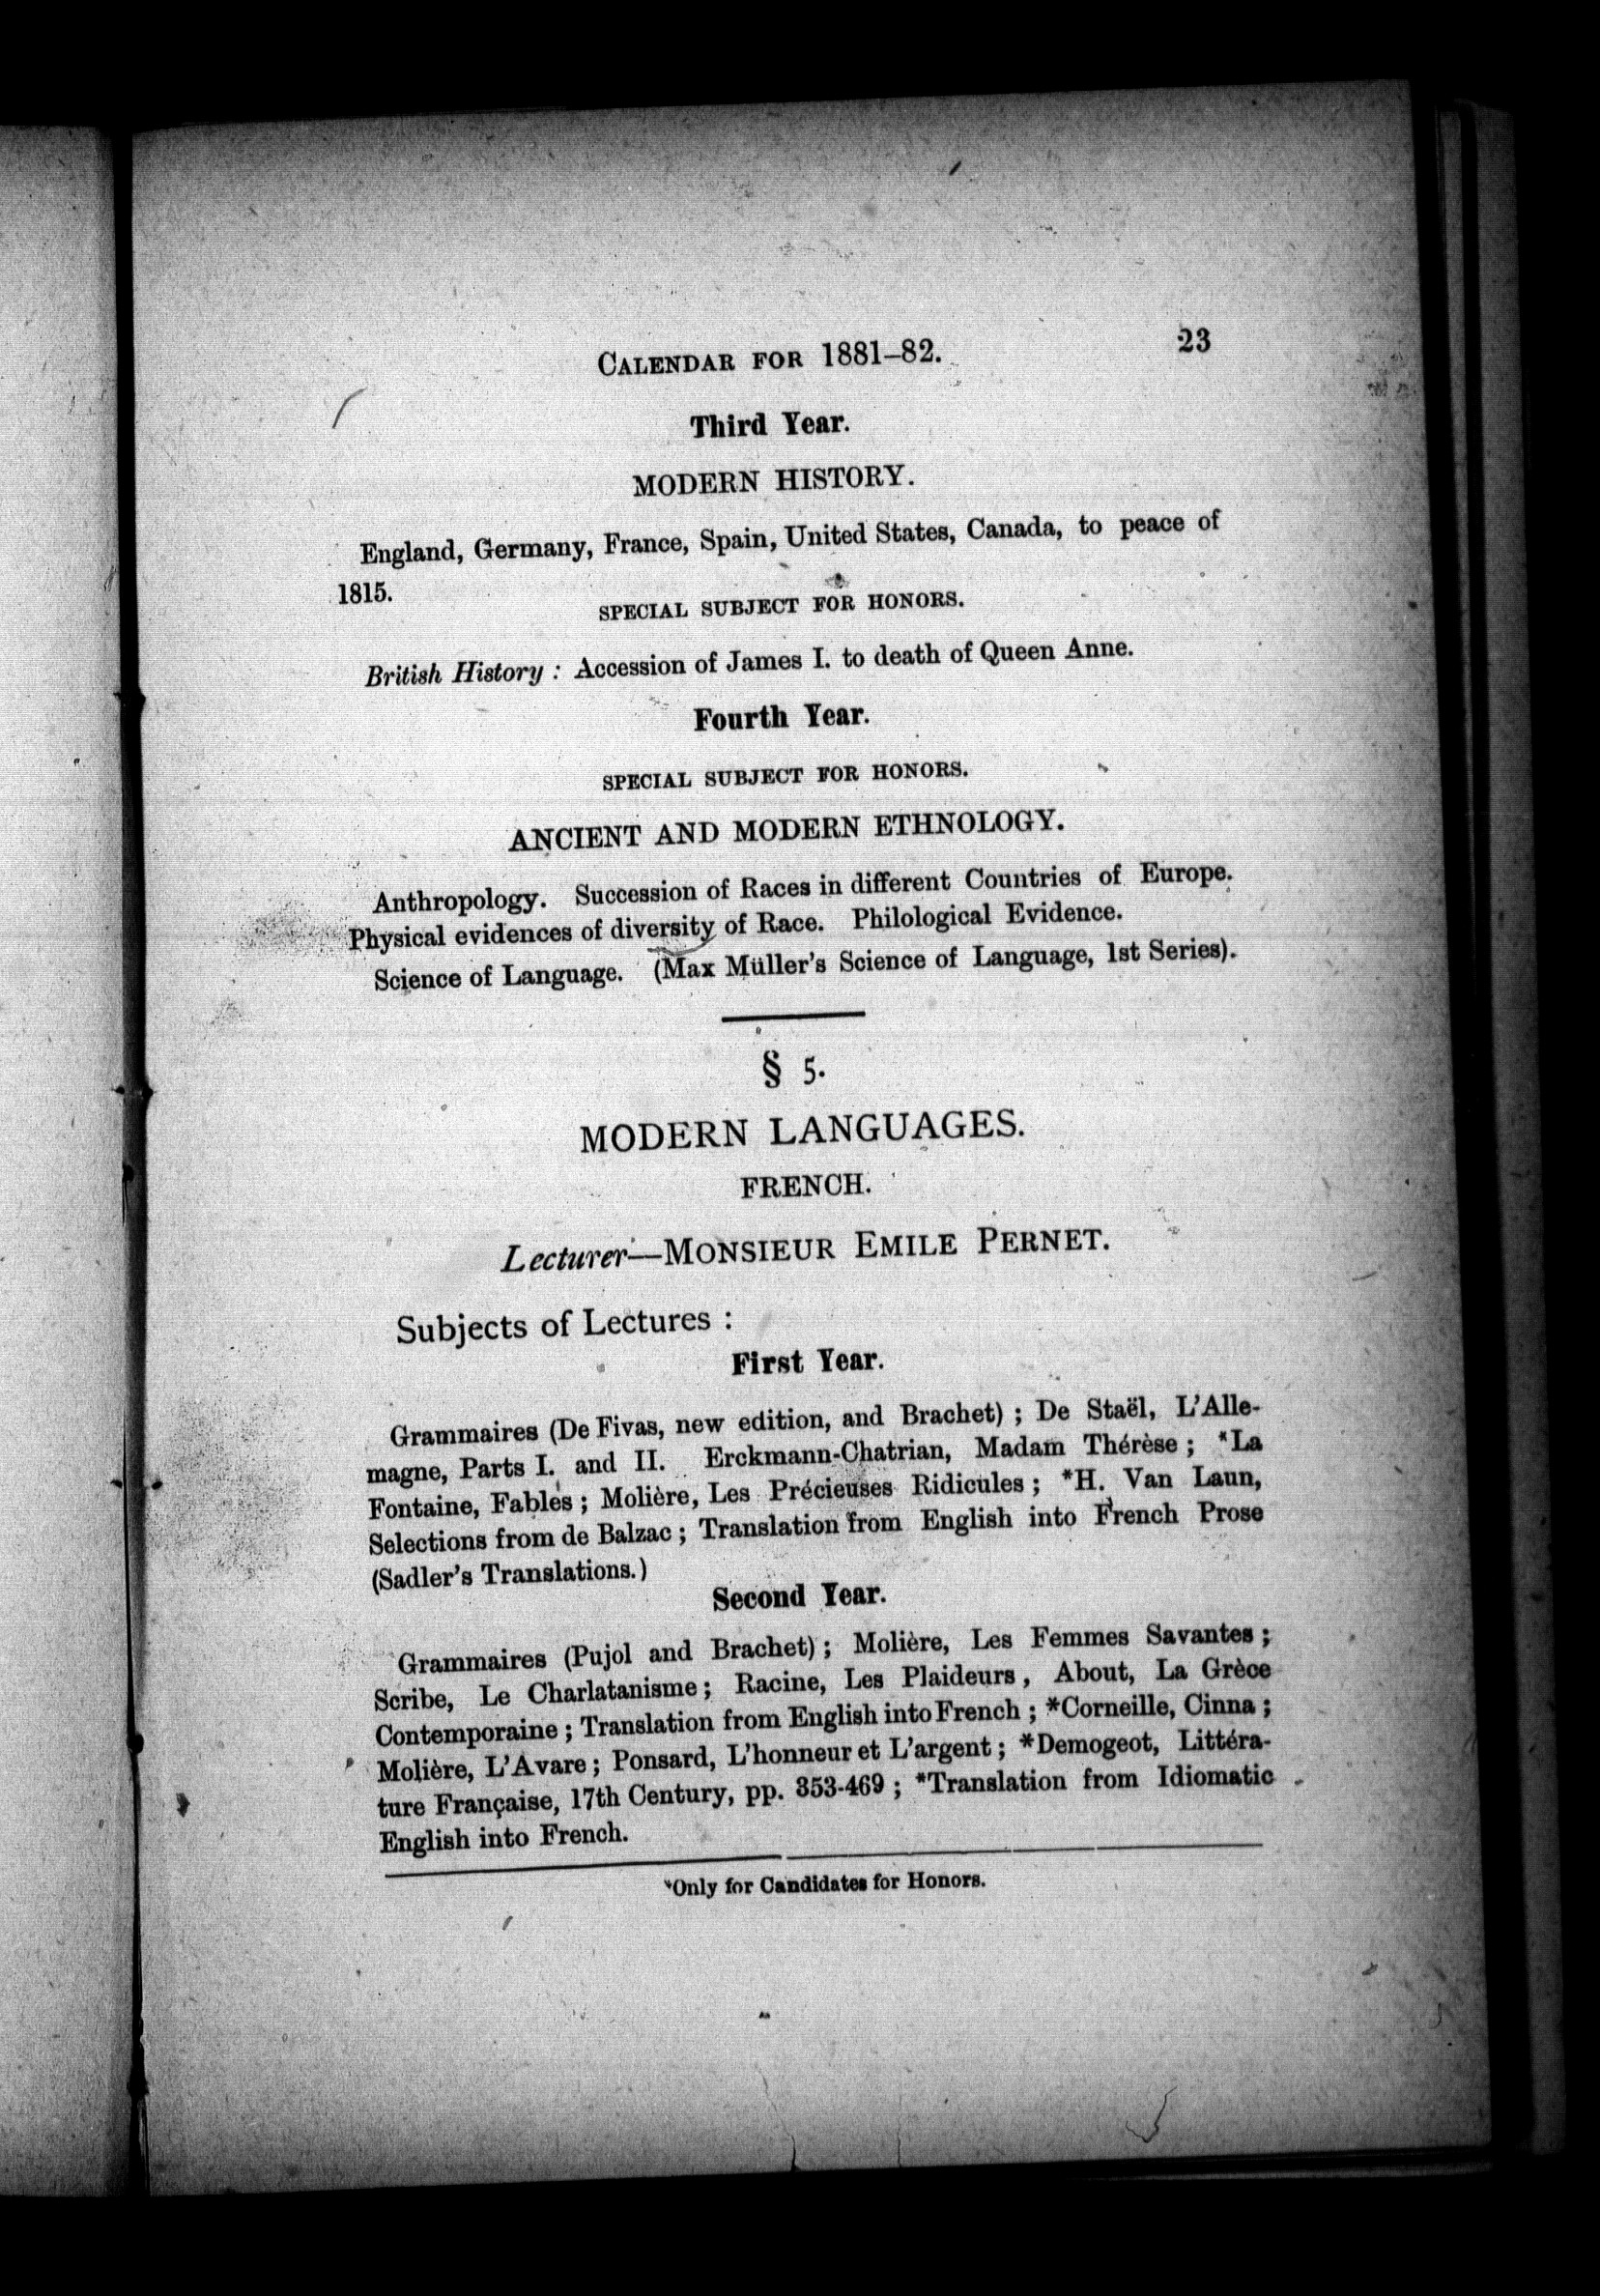 CALENDAR FOR 1881–82. 23
Third Year.
MODERN HISTORY.
England, Germany, France, Spain, United States, Canada, to peace of
1815.
SPECIAL SUBJECT FOR HONORS.
British History : Accession of James I. to death of Queen Anne.
Fourth Year.
SPECIAL SUBJECT FOR HONORS.
ANCIENT AND MODERN ETHNOLOGY.
Anthropology. Succession of Races in different Countries of Europe.
Physical evidences of diversity of Race. Philological Evidence.
Science of Language. (Max Müller's Science of Language, 1st Series).
§ 5.
MODERN LANGUAGES.
FRENCH.
Lecturer—MONSIEUR EMILE PERNET.
Subjects of Lectures :
First Year.
Grammaires (De Fivas, new edition, and Brachet) ; De Staël, L'Alle-
magne, Parts I. and II. Erckmann-Chatrian, Madam Thérèse ; *La
Fontaine, Fables ; Molière, Les Précieuses Ridicules ; *H. Van Laun,
Selections from de Balzac ; Translation from English into French Prose
(Sadler's Translations.)
Second Year.
Grammaires (Pujol and Brachet) ; Molière, Les Femmes Savantes ;
Scribe, Le Charlatanisme ; Racine, Les Plaideurs , About, La Grèce
Contemporaine ; Translation from English into French ; *Corneille, Cinna ;
Molière, L'Avare ; Ponsard, L'honneur et L'argent ; *Demogeot, Littéra-
ture Française, 17th Century, pp. 353-469 ; *Translation from Idiomatic
English into French.
*Only for Candidates for Honors.